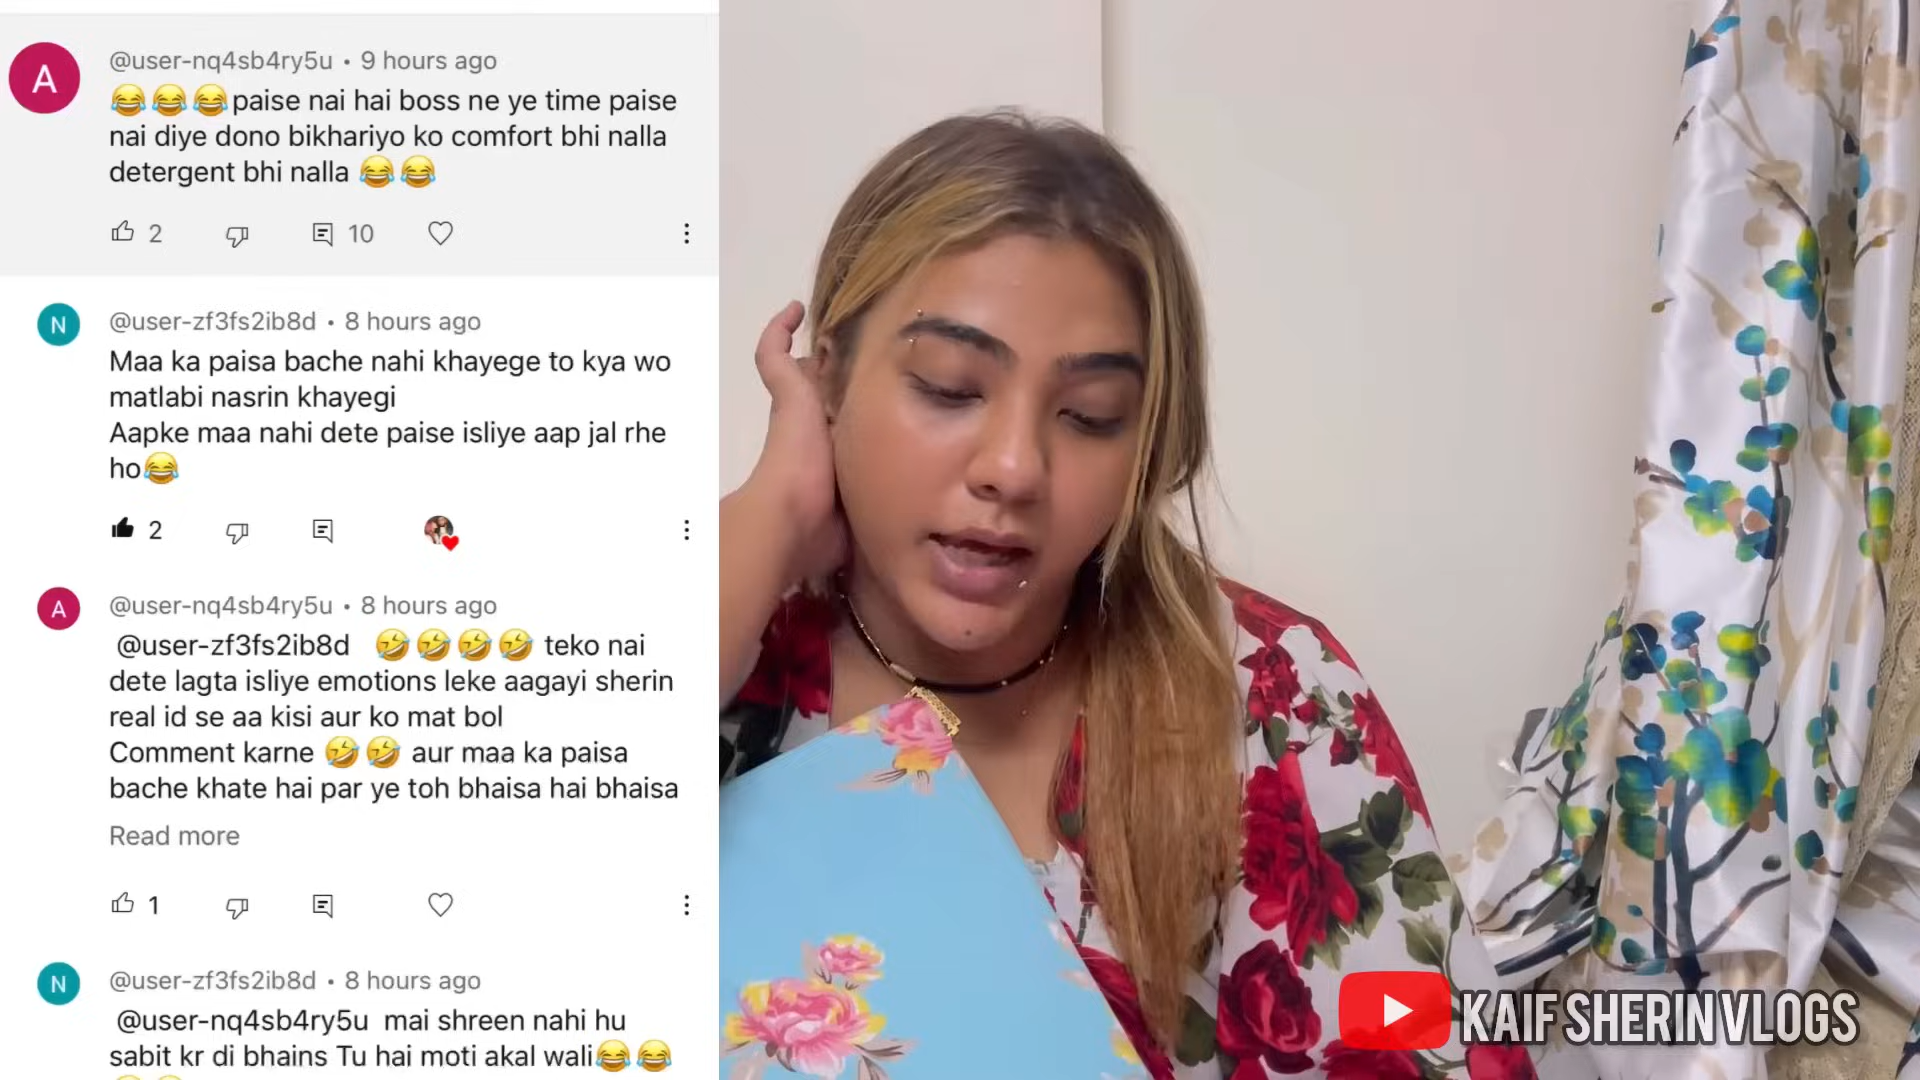 A
@user-nq4sb4ry5u • 9 hours ago
😂😂😂paise nai hai boss ne ye time paise
nai diye dono bikhariyo ko comfort bhi nalla
detergent bhi nalla 😂😂
2
10
N
@user-zf3fs2ib8d • 8 hours ago
Maa ka paisa bache nahi khayege to kya wo
matlabi nasrin khayegi
Aapke maa nahi dete paise isliye aap jal rhe
ho😂
2
A
@user-nq4sb4ry5u • 8 hours ago
@user-zf3fs2ib8d 🤣🤣🤣🤣 teko nai
dete lagta isliye emotions leke aagayi sherin
real id se aa kisi aur ko mat bol
Comment karne 🤣🤣 aur maa ka paisa
bache khate hai par ye toh bhaisa hai bhaisa
Read more
1
N
@user-zf3fs2ib8d • 8 hours ago
@user-nq4sb4ry5u mai shreen nahi hu
sabit kr di bhains Tu hai moti akal wali😂😂
KAIF SHERIN VLOGS